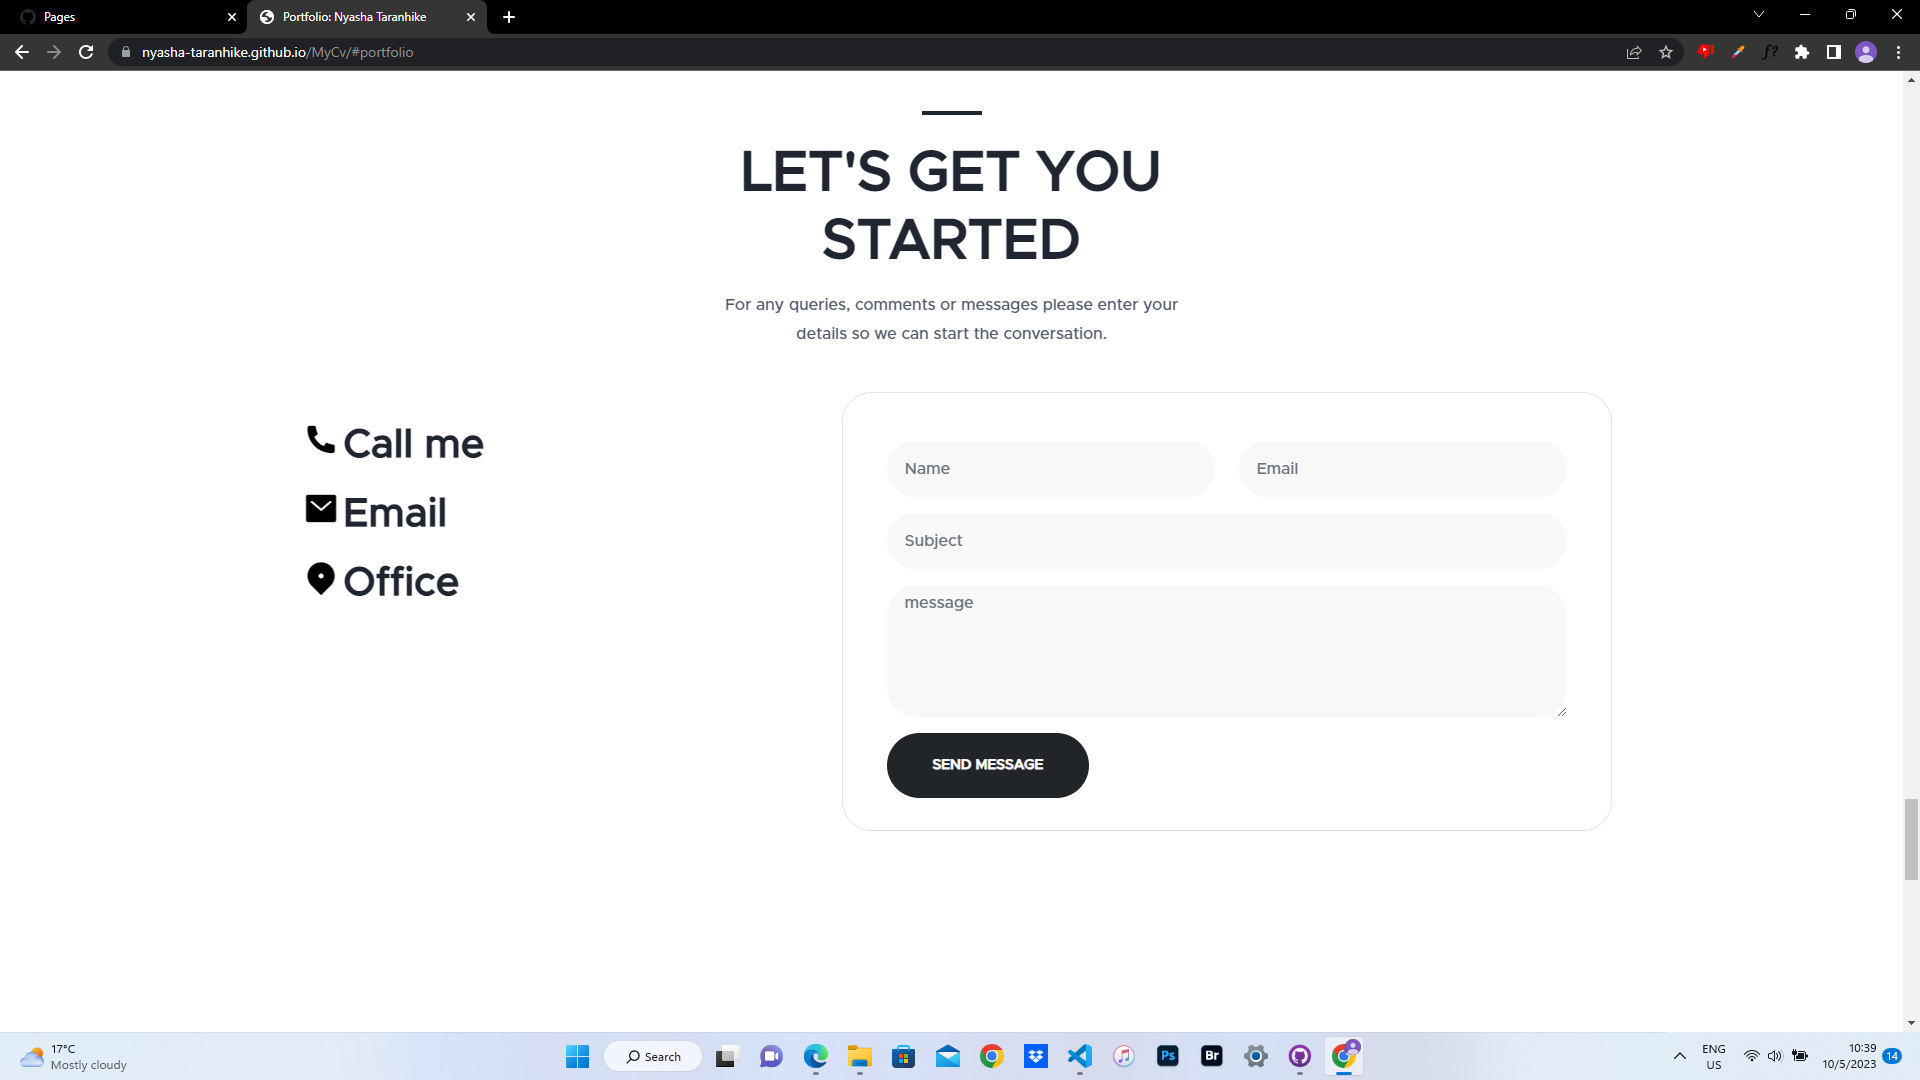 Pages
Portfolio: Nyasha Taranhike
nyasha-taranhike.github.io/MyCv/#portfolio
f?
LET'S GET YOU
STARTED
For any queries, comments or messages please enter your
details so we can start the conversation.
Call me
Email
Office
Name
Email
Subject
message
SEND MESSAGE
17°C
Mostly cloudy
Search
Ps
Br
ENG
US
10:39
10/5/2023
14